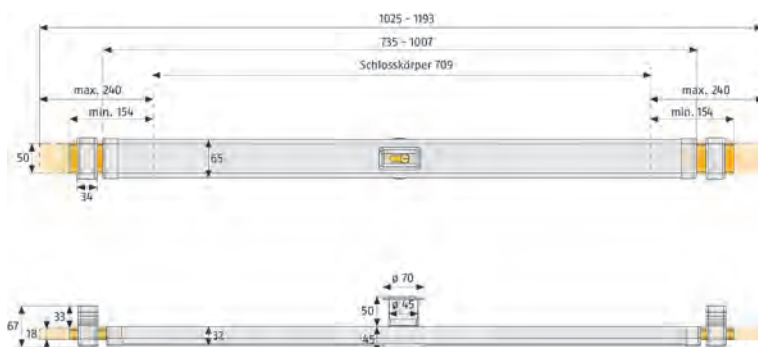 1025 - 1193
735 - 1007
Schlosskörper 709
max. 240
max. 240
min. 154
min. 154
50
65
34
ø 70
ø 45
50
33
67
18
37
45